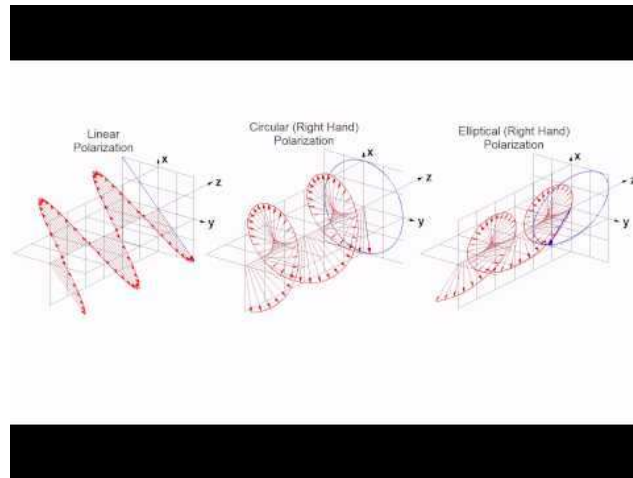 Linear
Polarization
x
z
y
Circular (Right Hand)
Polarization
x
z
y
Elliptical (Right Hand)
Polarization
x
z
y